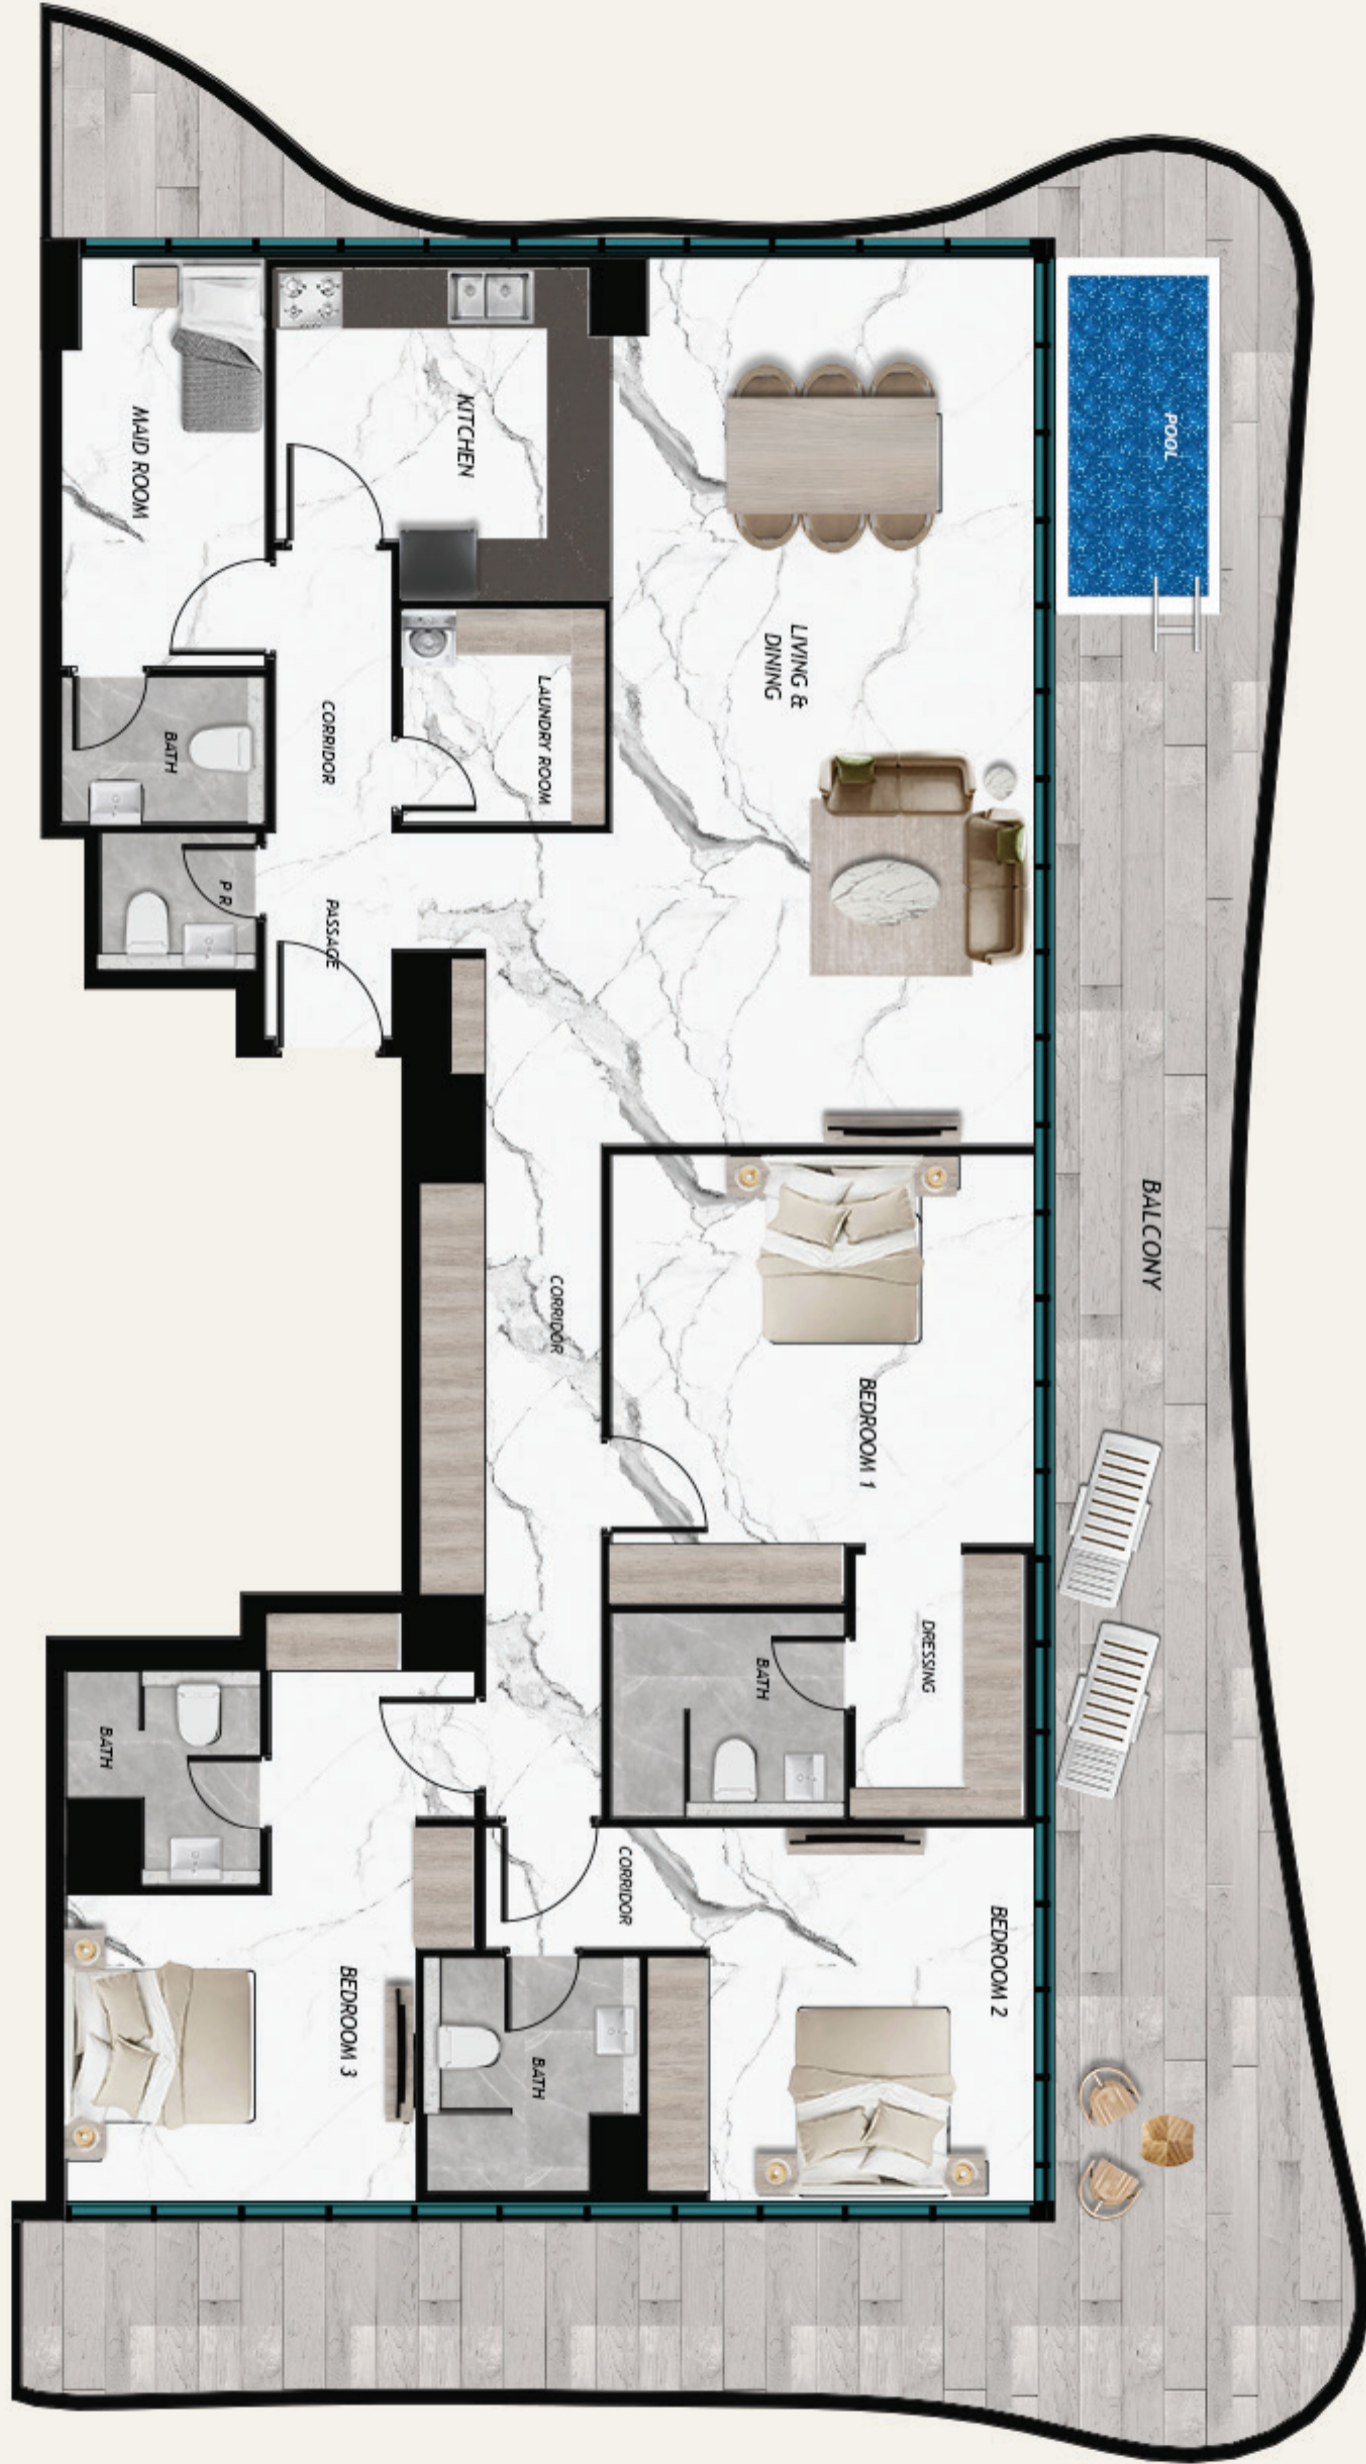 POOL
KITCHEN
MAID ROOM
LIVING &
DINING
LAUNDRY ROOM
CORRIDOR
BATH
P R
PASSAGE
BALCONY
CORRIDOR
BEDROOM 1
DRESSING
BATH
BATH
CORRIDOR
BEDROOM 2
BEDROOM 3
BATH